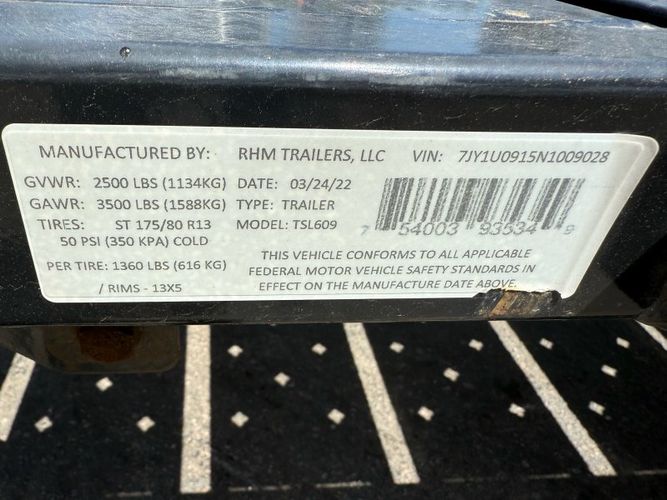 MANUFACTURED BY: RHM TRAILERS, LLC VIN: 7JY1U0915N1009028
GVWR: 2500 LBS (1134KG) DATE: 03/24/22
GAWR: 3500 LBS (1588KG) TYPE: TRAILER
TIRES: ST 175/80 R13 MODEL: TSL609
50 PSI (350 KPA) COLD
7 54003 93534 9
PER TIRE: 1360 LBS (616 KG)
/ RIMS - 13X5
THIS VEHICLE CONFORMS TO ALL APPLICABLE
FEDERAL MOTOR VEHICLE SAFETY STANDARDS IN
EFFECT ON THE MANUFACTURE DATE ABOVE.